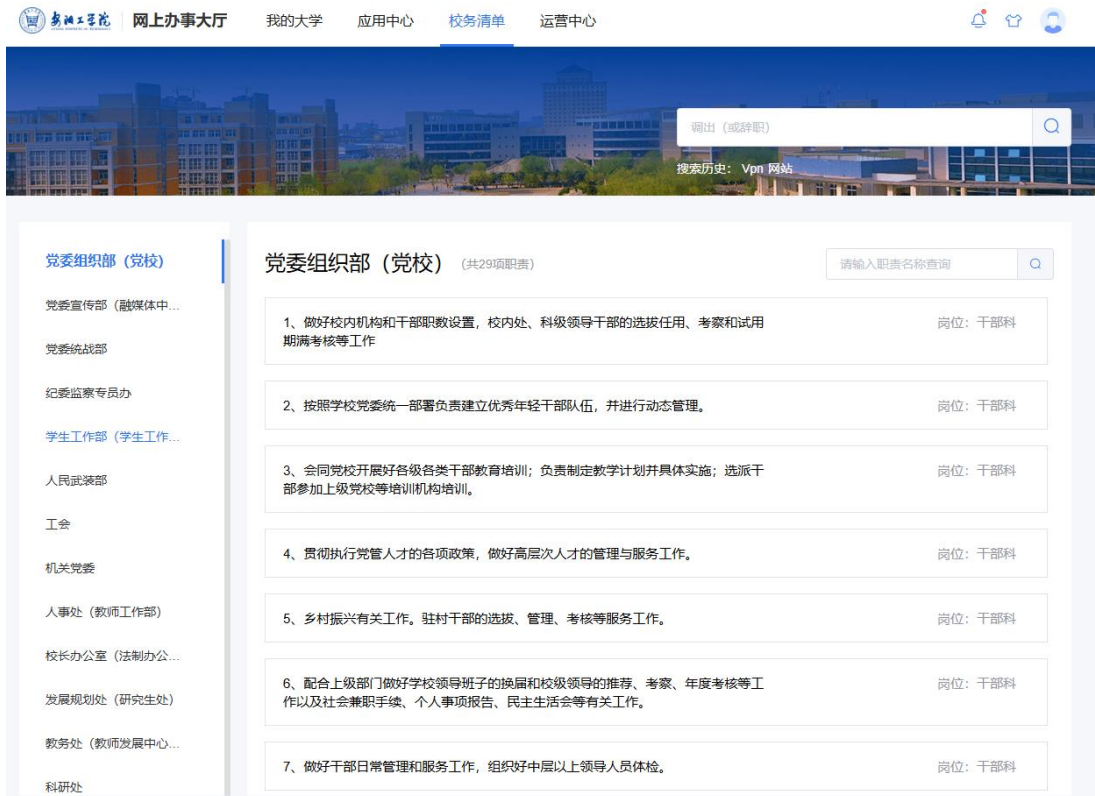 安阳工学院 网上办事大厅 我的大学 应用中心 校务清单 运营中心
调出（或辞职）
搜索历史： Vpn 网站
党委组织部（党校）
党委宣传部（融媒体中...
党委统战部
纪委监察专员办
学生工作部（学生工作...
人民武装部
工会
机关党委
人事处（教师工作部）
校长办公室（法制办公...
发展规划处（研究生处）
教务处（教师发展中心...
科研处
党委组织部（党校） （共29项职责）
请输入职责名称查询
1、做好校内机构和干部职数设置，校内处、科级领导干部的选拔任用、考察和试用
期满考核等工作
岗位：干部科
2、按照学校党委统一部署负责建立优秀年轻干部队伍，并进行动态管理。
岗位：干部科
3、会同党校开展好各级各类干部教育培训；负责制定教学计划并具体实施；选派干
部参加上级党校等培训机构培训。
岗位：干部科
4、贯彻执行党管人才的各项政策，做好高层次人才的管理与服务工作。
岗位：干部科
5、乡村振兴有关工作。驻村干部的选拔、管理、考核等服务工作。
岗位：干部科
6、配合上级部门做好学校领导班子的换届和校级领导的推荐、考察、年度考核等工
作以及社会兼职手续、个人事项报告、民主生活会等有关工作。
岗位：干部科
7、做好干部日常管理和服务工作，组织好中层以上领导人员体检。
岗位：干部科